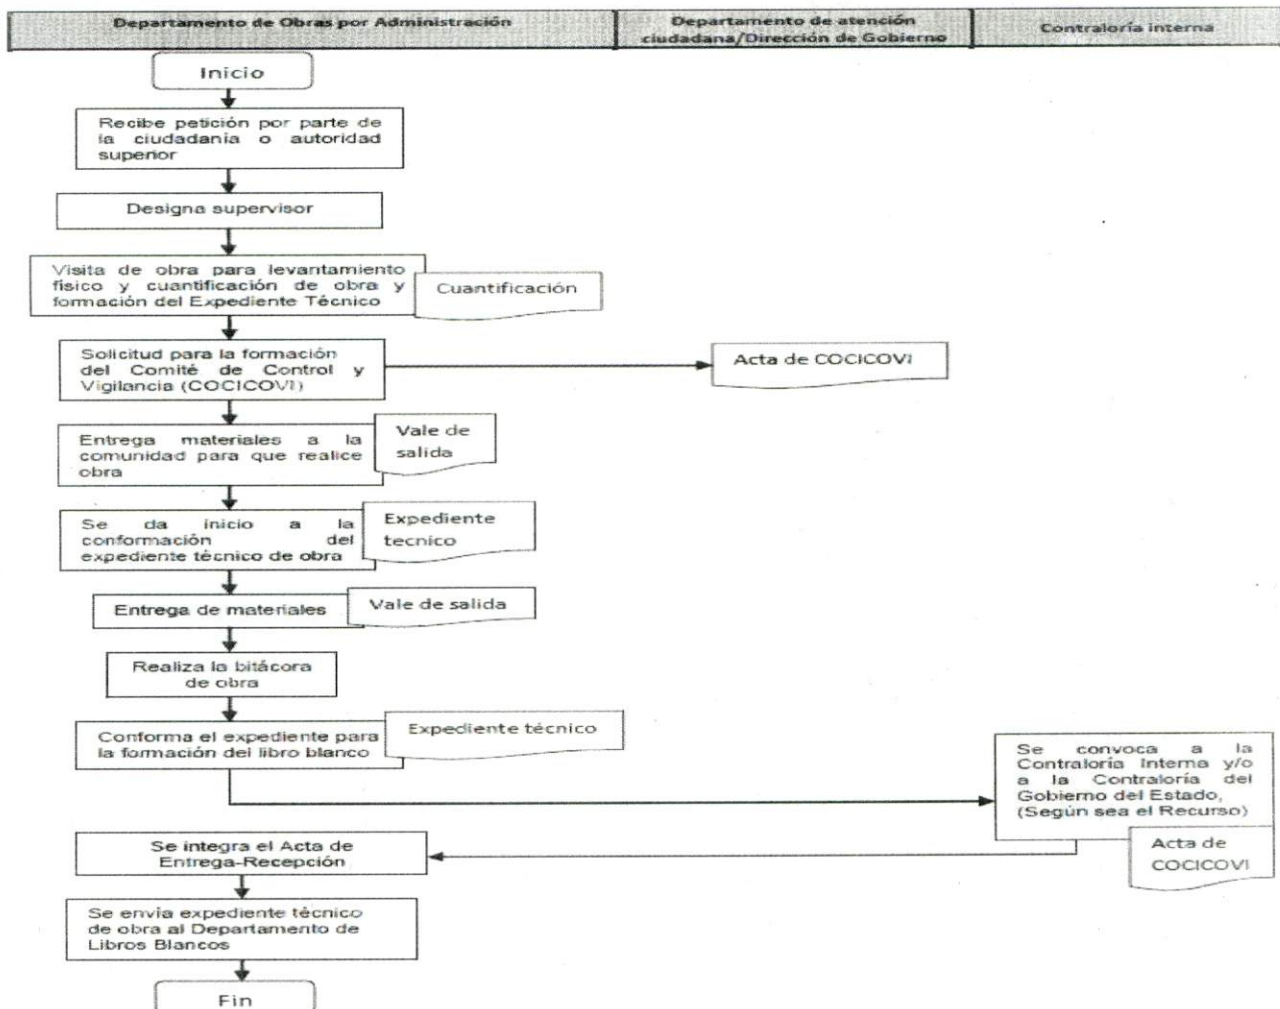 Departamento de Obras por Administración
Departamento de atención
ciudadana/Dirección de Gobierno
Contraloría interna
Inicio
Recibe petición por parte de
la ciudadanía o autoridad
superior
Designa supervisor
Visita de obra para levantamiento
físico y cuantificación de obra y
formación del Expediente Técnico
Cuantificación
Solicitud para la formación
del Comité de Control y
Vigilancia (COCICOVI)
Acta de COCICOVI
Entrega materiales a la
comunidad para que realice
obra
Vale de
salida
Se da inicio a la
conformación del
expediente técnico de obra
Expediente
tecnico
Entrega de materiales
Vale de salida
Realiza la bitácora
de obra
Conforma el expediente para
la formación del libro blanco
Expediente técnico
Se convoca a la
Contraloría Interna y/o
a la Contraloría del
Gobierno del Estado,
(Según sea el Recurso)
Acta de
COCICOVI
Se integra el Acta de
Entrega-Recepción
Se envía expediente técnico
de obra al Departamento de
Libros Blancos
Fin